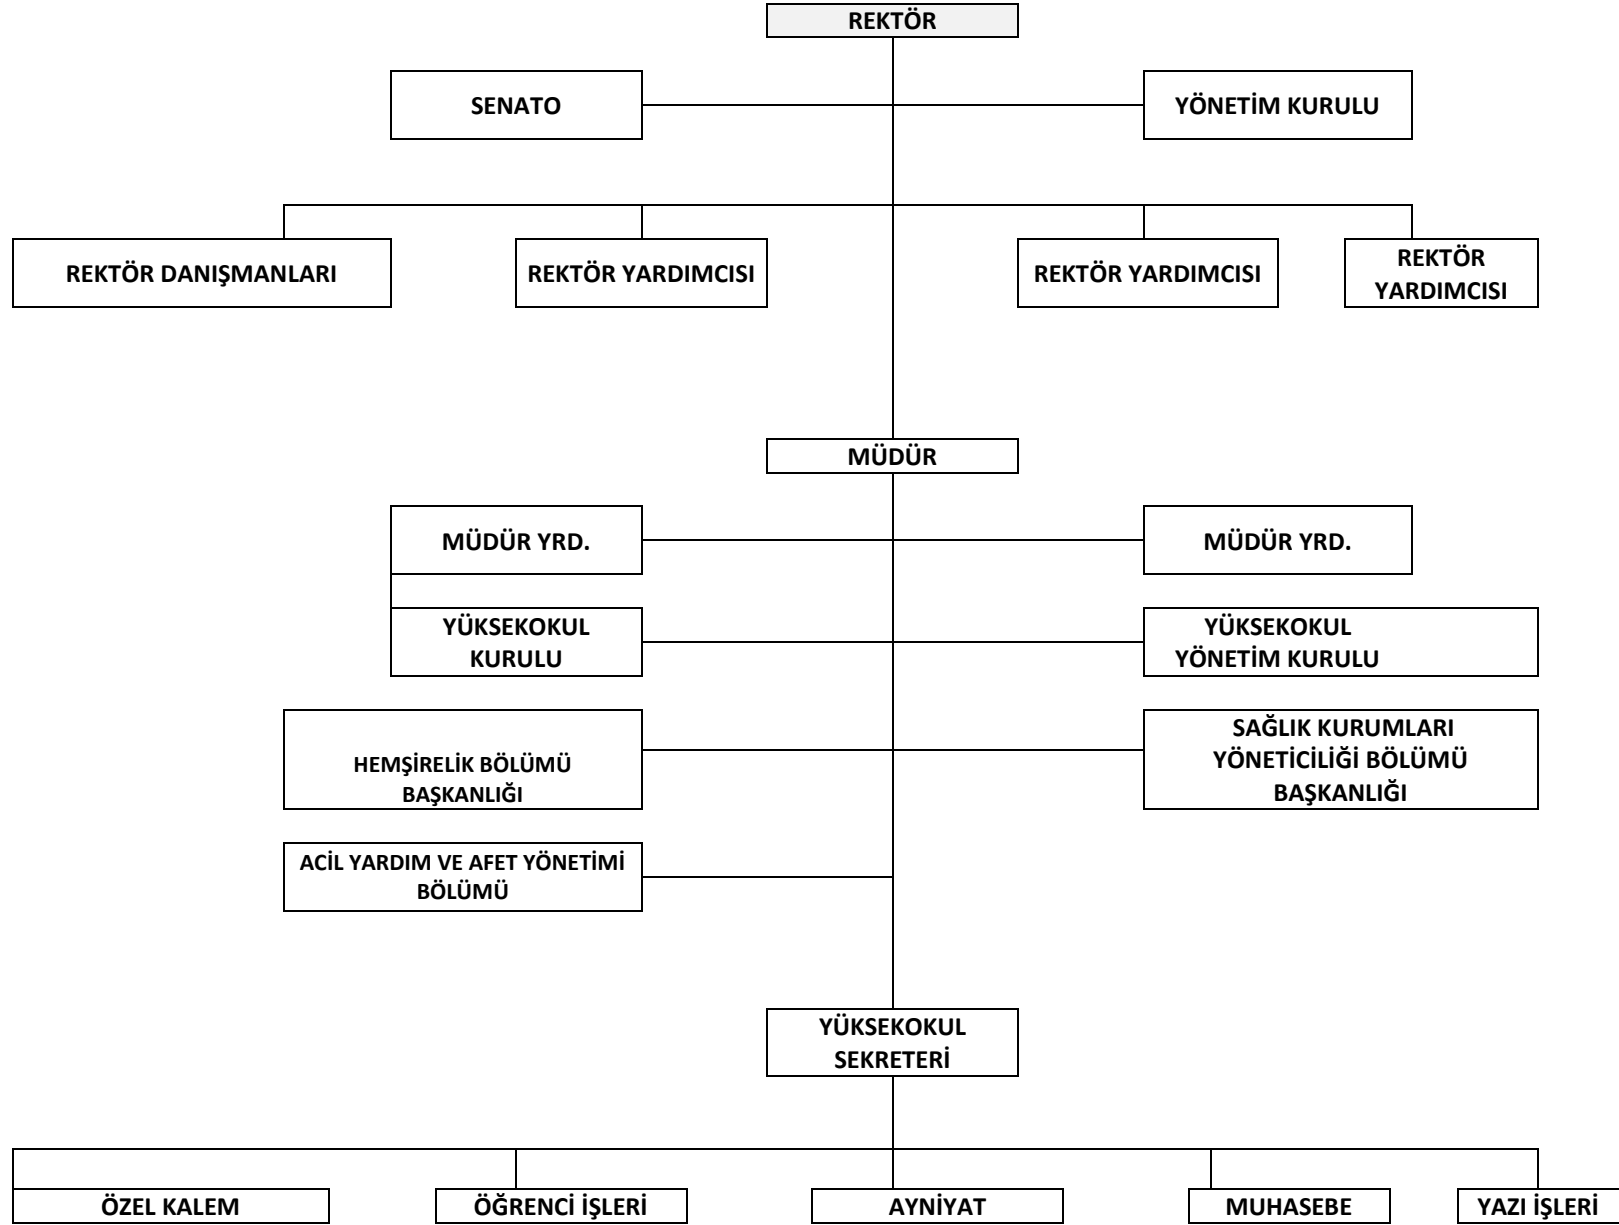 REKTÖR
SENATO
YÖNETİM KURULU
REKTÖR DANIŞMANLARI
REKTÖR YARDIMCISI
REKTÖR YARDIMCISI
REKTÖR
YARDIMCISI
MÜDÜR
MÜDÜR YRD.
MÜDÜR YRD.
YÜKSEKOKUL
KURULU
YÜKSEKOKUL
YÖNETİM KURULU
HEMŞİRELİK BÖLÜMÜ
BAŞKANLIĞI
SAĞLIK KURUMLARI
YÖNETİCİLİĞİ BÖLÜMÜ
BAŞKANLIĞI
ACİL YARDIM VE AFET YÖNETİMİ
BÖLÜMÜ
YÜKSEKOKUL
SEKRETERİ
ÖZEL KALEM
ÖĞRENCİ İŞLERİ
AYNİYAT
MUHASEBE
YAZI İŞLERİ